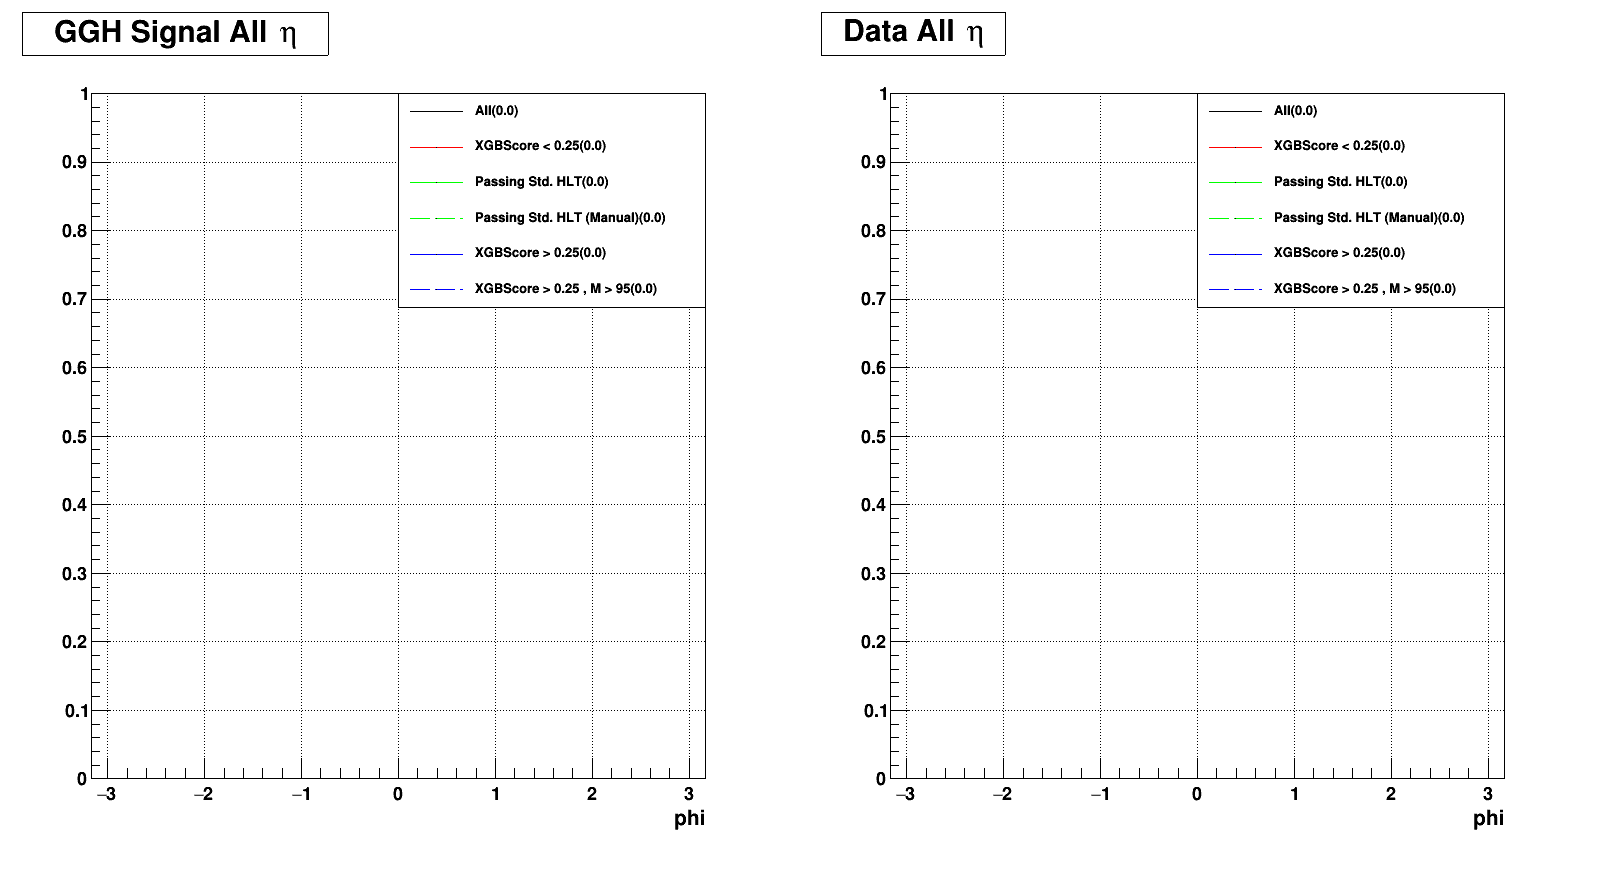 GGH Signal All η
1
0.9
0.8
0.7
0.6
0.5
0.4
0.3
0.2
0.1
0
All(0.0)
XGBScore < 0.25(0.0)
Passing Std. HLT(0.0)
Passing Std. HLT (Manual)(0.0)
XGBScore > 0.25(0.0)
XGBScore > 0.25 , M > 95(0.0)
−3 −2 −1 0 1 2 3
phi
Data All η
1
0.9
0.8
0.7
0.6
0.5
0.4
0.3
0.2
0.1
0
All(0.0)
XGBScore < 0.25(0.0)
Passing Std. HLT(0.0)
Passing Std. HLT (Manual)(0.0)
XGBScore > 0.25(0.0)
XGBScore > 0.25 , M > 95(0.0)
−3 −2 −1 0 1 2 3
phi